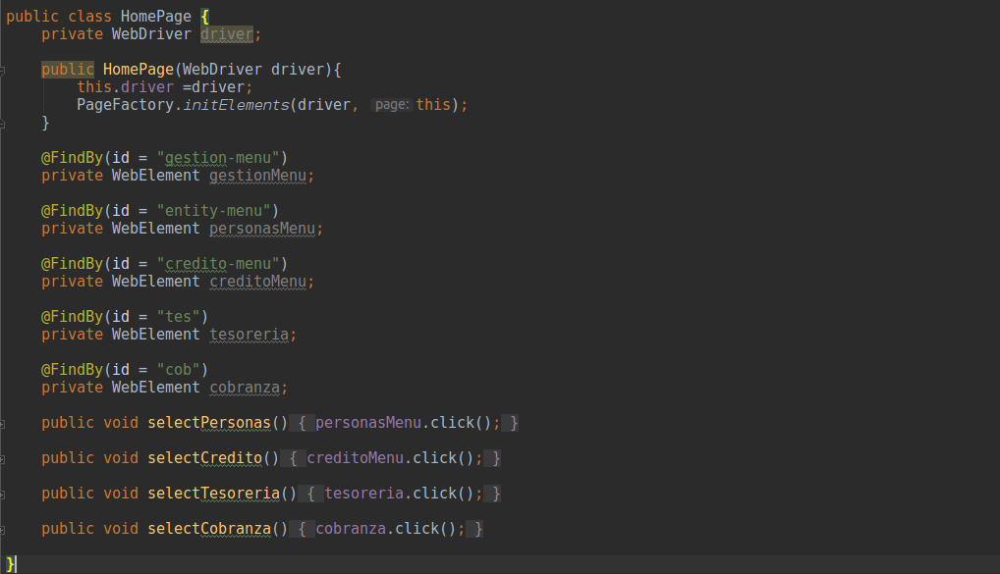 public class HomePage {
private WebDriver driver;
public HomePage(WebDriver driver){
this.driver =driver;
PageFactory.initElements(driver, page: this);
}
@FindBy(id = "gestion-menu")
private WebElement gestionMenu;
@FindBy(id = "entity-menu")
private WebElement personasMenu;
@FindBy(id = "credito-menu")
private WebElement creditoMenu;
@FindBy(id = "tes")
private WebElement tesoreria;
@FindBy(id = "cob")
private WebElement cobranza;
public void selectPersonas() { personasMenu.click(); }
public void selectCredito() { creditoMenu.click(); }
public void selectTesoreria() { tesoreria.click(); }
public void selectCobranza() { cobranza.click(); }
}